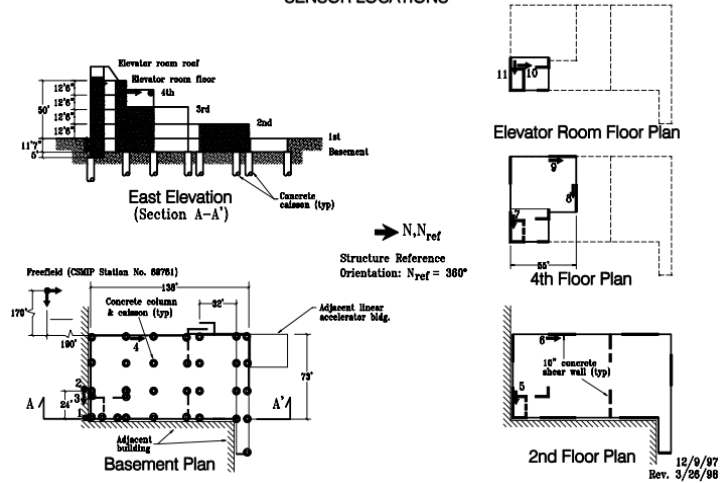 SENSOR LOCATIONS
Elevator room roof
Elevator room floor
12'6"
12'6"
12'6"
12'6"
50'
4th
3rd
2nd
1st
11'7"
5'
Basement
Concrete
caisson (typ)
East Elevation
(Section A-A')
N,Nref
Structure Reference
Orientation: Nref = 360°
11
10
Elevator Room Floor Plan
9
8
7
55'
4th Floor Plan
Freefield (CSMIP Station No. 68761)
138'
Concrete column
& caisson (typ)
32'
Adjacent linear
accelerator bldg.
176'
190'
4
73'
2
3
24'
1
A
A'
Adjacent
building
Basement Plan
6
10" concrete
shear wall (typ)
5
2nd Floor Plan
12/9/97
Rev. 3/26/98